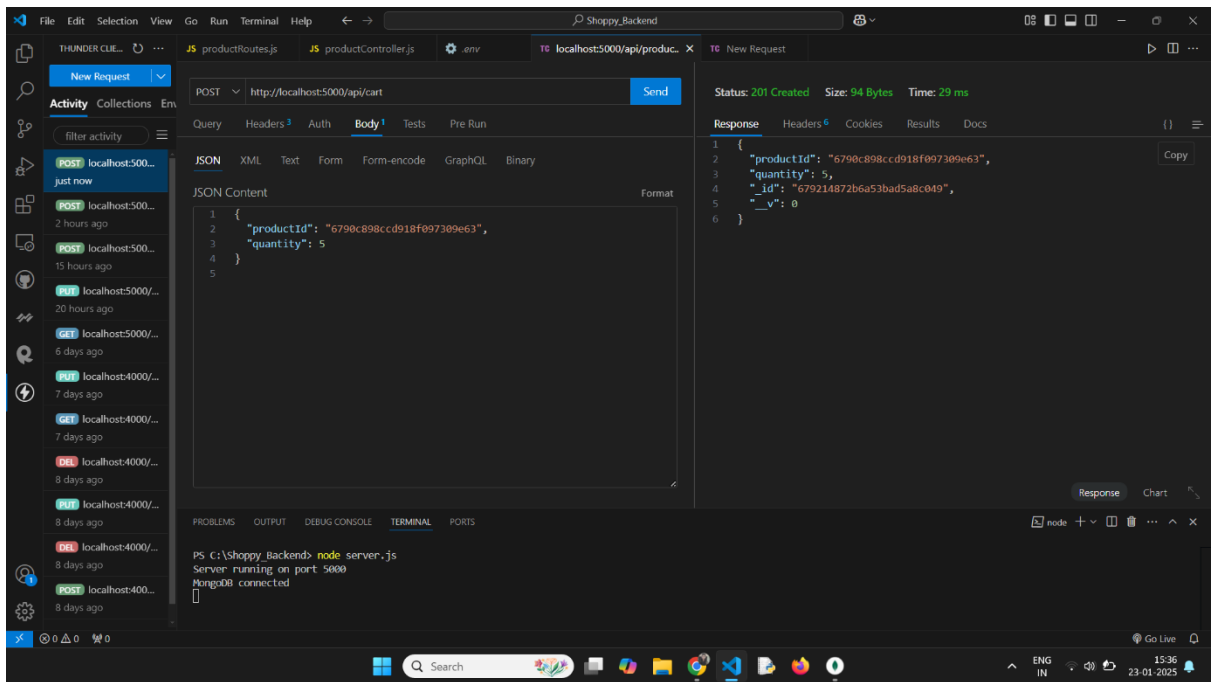 File Edit Selection View Go Run Terminal Help
Shoppy_Backend
THUNDER CLIE...
JS productRoutes.js
JS productController.js
.env
TC localhost:5000/api/produc..
TC New Request
New Request
Activity Collections Env
filter activity
POST localhost:500...
just now
POST localhost:500...
2 hours ago
POST localhost:500...
15 hours ago
PUT localhost:5000/...
20 hours ago
GET localhost:5000/...
6 days ago
PUT localhost:4000/...
7 days ago
GET localhost:4000/...
7 days ago
DEL localhost:4000/...
8 days ago
PUT localhost:4000/...
8 days ago
DEL localhost:4000/...
8 days ago
POST localhost:400...
8 days ago
POST http://localhost:5000/api/cart Send
Query Headers 3 Auth Body 1 Tests Pre Run
JSON XML Text Form Form-encode GraphQL Binary
JSON Content Format
1 {
2 "productId": "6790c898ccd918f097309e63",
3 "quantity": 5
4 }
5
Status: 201 Created Size: 94 Bytes Time: 29 ms
Response Headers 6 Cookies Results Docs
{}
Copy
1 {
2 "productId": "6790c898ccd918f097309e63",
3 "quantity": 5,
4 "_id": "679214872b6a53bad5a8c049",
5 "__v": 0
6 }
Response Chart
PROBLEMS OUTPUT DEBUG CONSOLE TERMINAL PORTS
node
PS C:\Shoppy_Backend> node server.js
Server running on port 5000
MongoDB connected
1
0 0 0
Go Live
Search
ENG
IN
15:36
23-01-2025